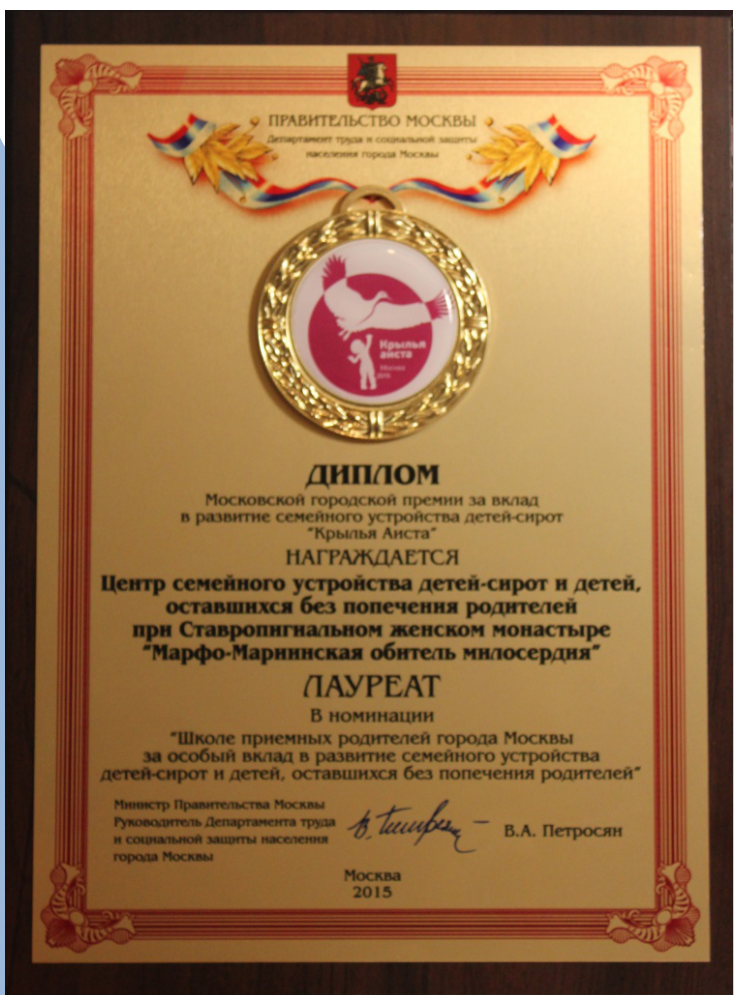 ПРАВИТЕЛЬСТВО МОСКВЫ
Департамент труда и социальной защиты
населения города Москвы
Крылья
аиста
Москва
2015
ДИПЛОМ
Московской городской премии за вклад
в развитие семейного устройства детей-сирот
"Крылья Аиста"
НАГРАЖДАЕТСЯ
Центр семейного устройства детей-сирот и детей,
оставшихся без попечения родителей
при Ставропигиальном женском монастыре
"Марфо-Мариинская обитель милосердия"
ЛАУРЕАТ
В номинации
"Школе приемных родителей города Москвы
за особый вклад в развитие семейного устройства
детей-сирот и детей, оставшихся без попечения родителей"
Министр Правительства Москвы
Руководитель Департамента труда
и социальной защиты населения
города Москвы
В.А. Петросян
Москва
2015